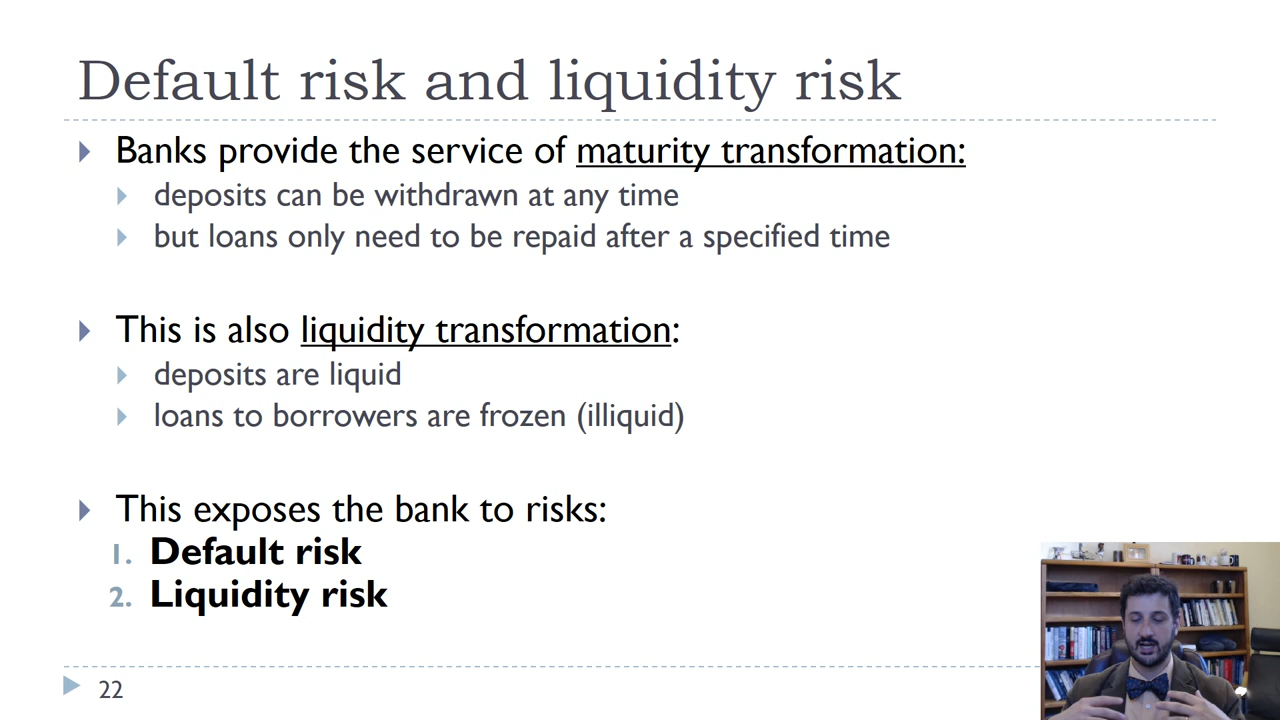 Default risk and liquidity risk
Banks provide the service of maturity transformation:
deposits can be withdrawn at any time
but loans only need to be repaid after a specified time
This is also liquidity transformation:
deposits are liquid
loans to borrowers are frozen (illiquid)
This exposes the bank to risks:
1. Default risk
2. Liquidity risk
22